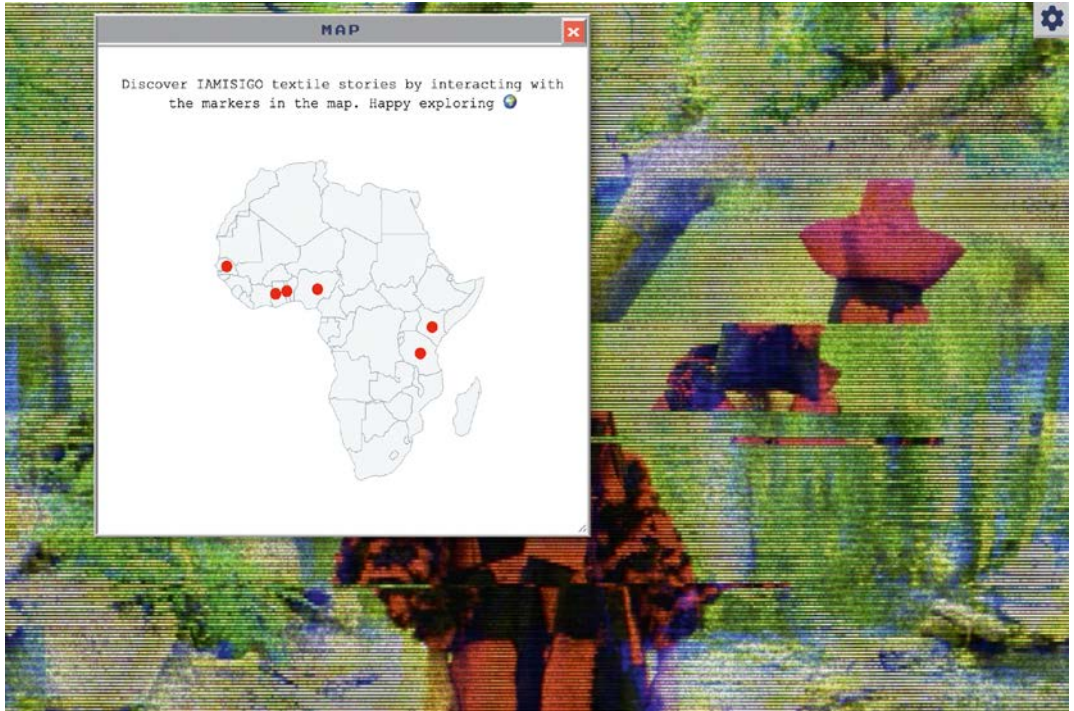 MAP
Discover IAMISIGO textile stories by interacting with
the markers in the map. Happy exploring 🌍